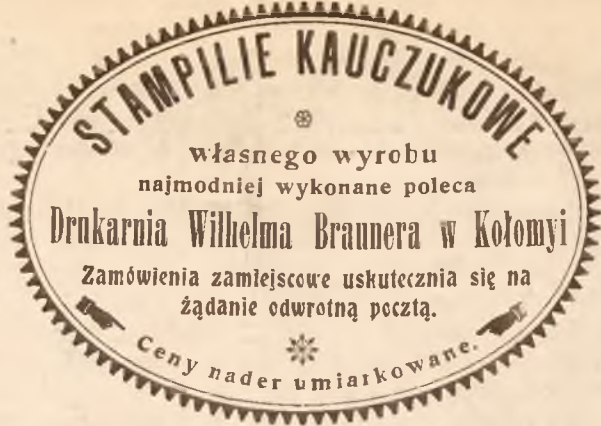 STAMPILIE KAUCZUKOWE
własnego wyrobu
najmodniej wykonane poleca
Drukarnia Wilhelma Braunera w Kołomyi
Zamówienia zamiejscowe uskutecznia się na
żądanie odwrotną pocztą.
Ceny nader umiarkowane.